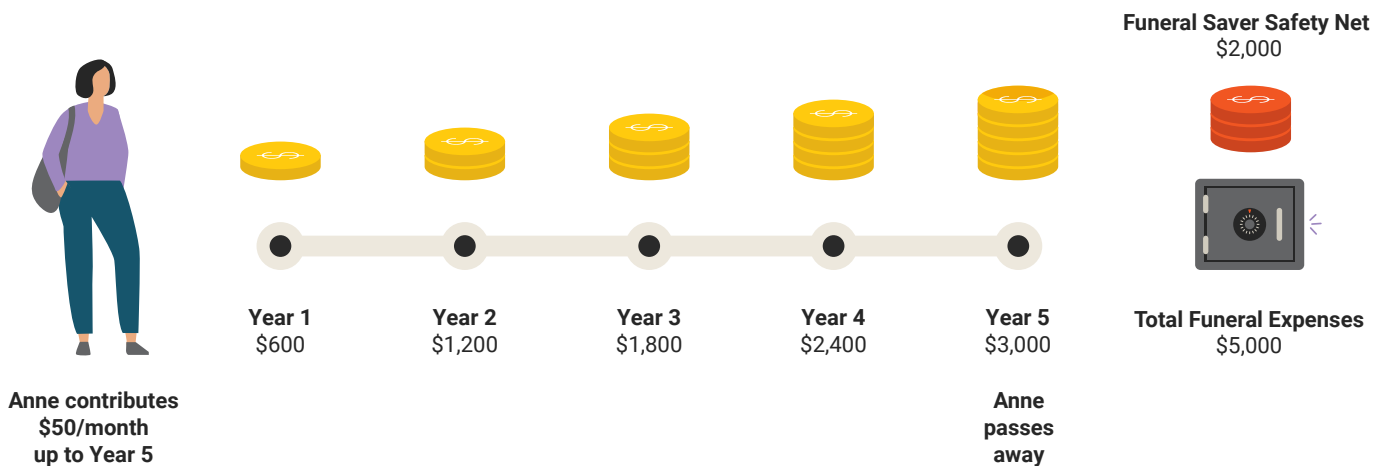 Funeral Saver Safety Net
$2,000
Year 1
$600
Year 2
$1,200
Year 3
$1,800
Year 4
$2,400
Year 5
$3,000
Total Funeral Expenses
$5,000
Anne contributes
$50/month
up to Year 5
Anne
passes
away